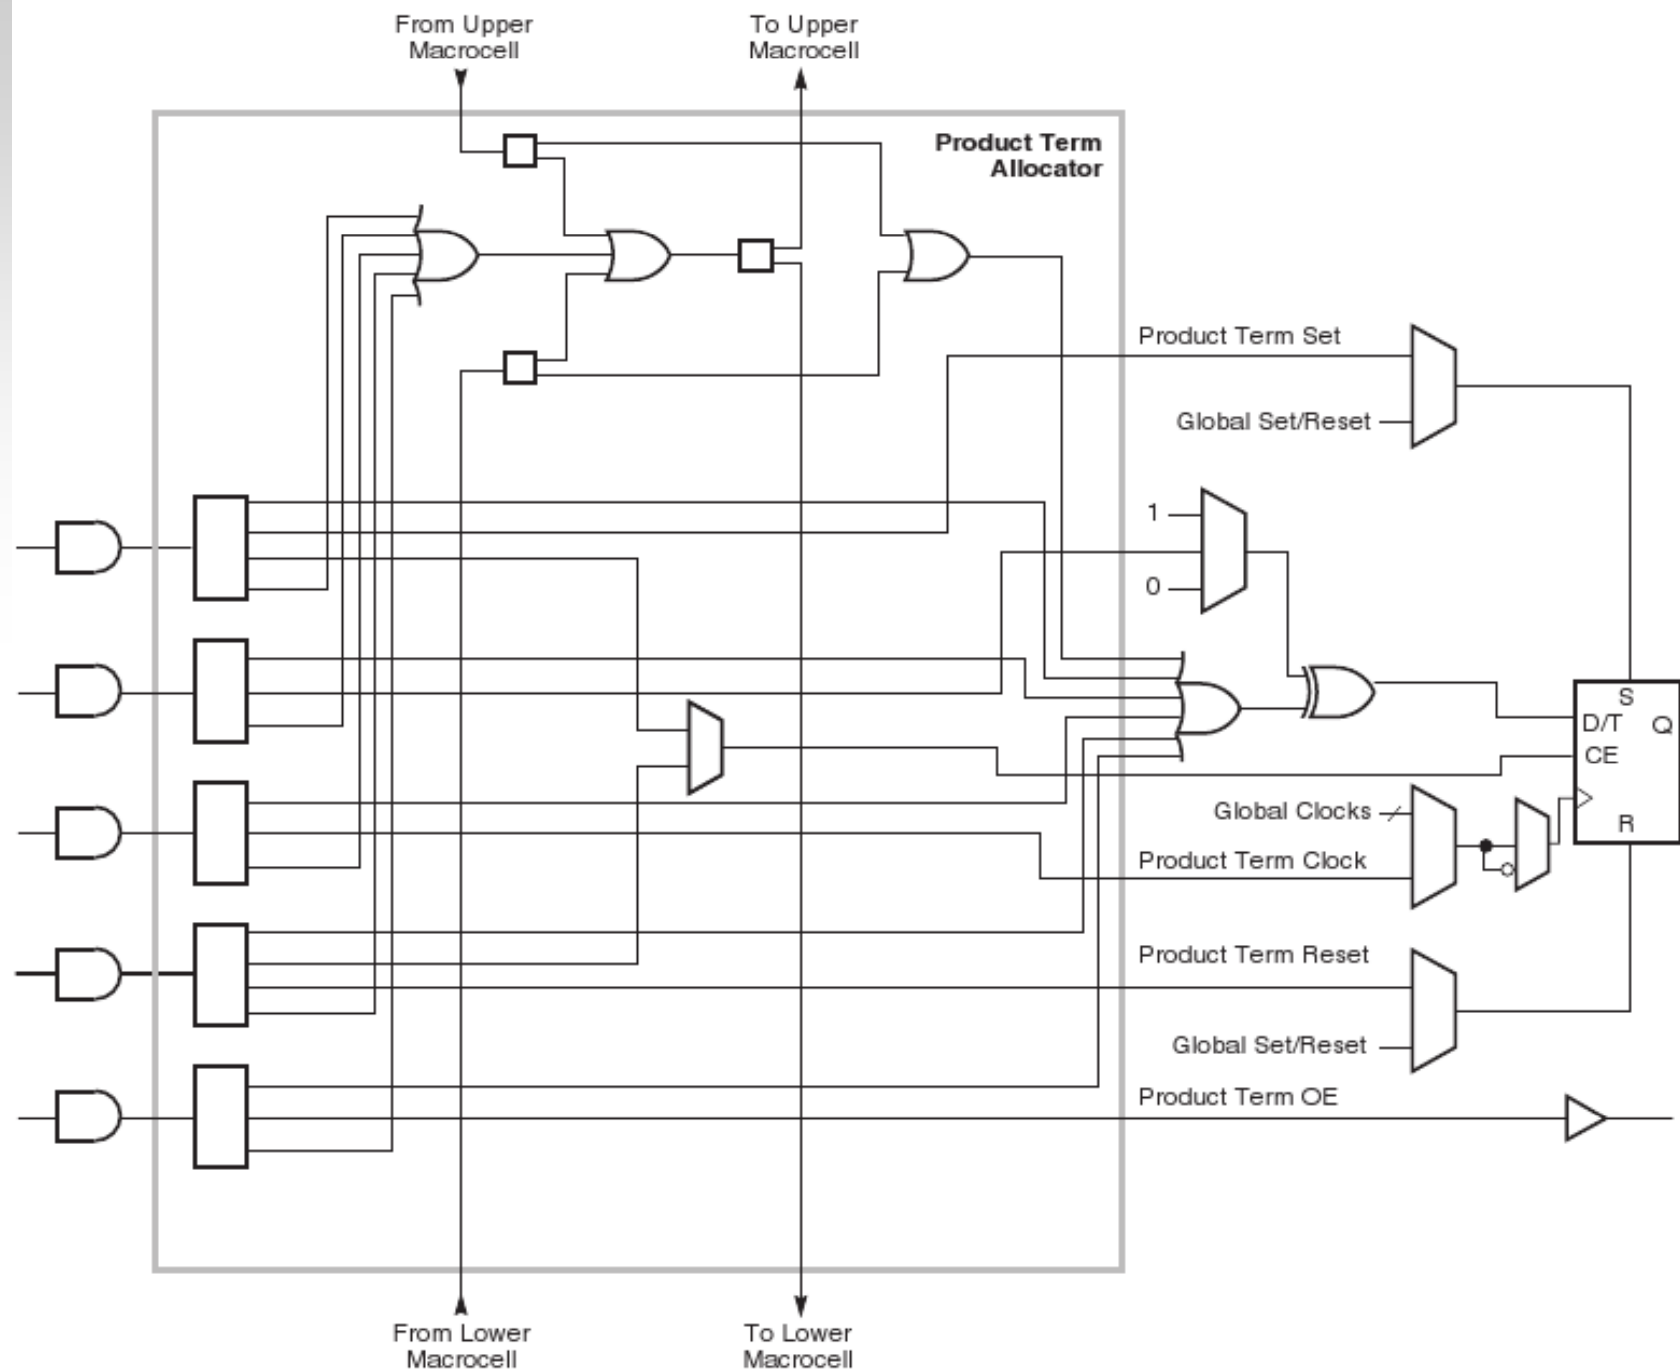 From Upper
Macrocell
To Upper
Macrocell
Product Term
Allocator
Product Term Set
Global Set/Reset
1
0
S
D/T
Q
CE
Global Clocks
R
Product Term Clock
Product Term Reset
Global Set/Reset
Product Term OE
From Lower
Macrocell
To Lower
Macrocell